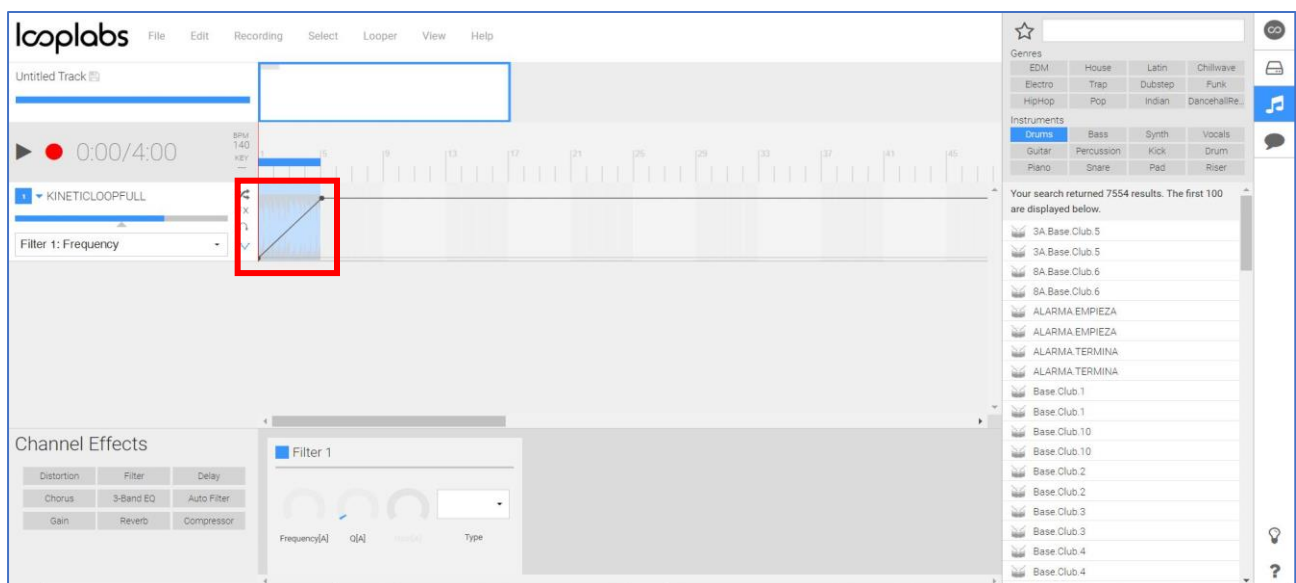 looplabs File Edit Recording Select Looper View Help
Untitled Track
0:00/4:00
BPM
140
KEY
1 5 9 13 17 21 25 29 33 37 41 45
1 KINETICLOOPFULL
x
Filter 1: Frequency
Channel Effects
Distortion Filter Delay
Chorus 3-Band EQ Auto Filter
Gain Reverb Compressor
Filter 1
Frequency[A] Q[A] Type
Genres
EDM House Latin Chillwave
Electro Trap Dubstep Funk
HipHop Pop Indian DancehallRe...
Instruments
Drums Bass Synth Vocals
Guitar Percussion Kick Drum
Piano Snare Pad Riser
Your search returned 7554 results. The first 100
are displayed below.
3A.Base.Club.5
3A.Base.Club.5
8A.Base.Club.6
8A.Base.Club.6
ALARMA.EMPIEZA
ALARMA.EMPIEZA
ALARMA.TERMINA
ALARMA.TERMINA
Base.Club.1
Base.Club.1
Base.Club.10
Base.Club.10
Base.Club.2
Base.Club.2
Base.Club.3
Base.Club.3
Base.Club.4
Base.Club.4
?